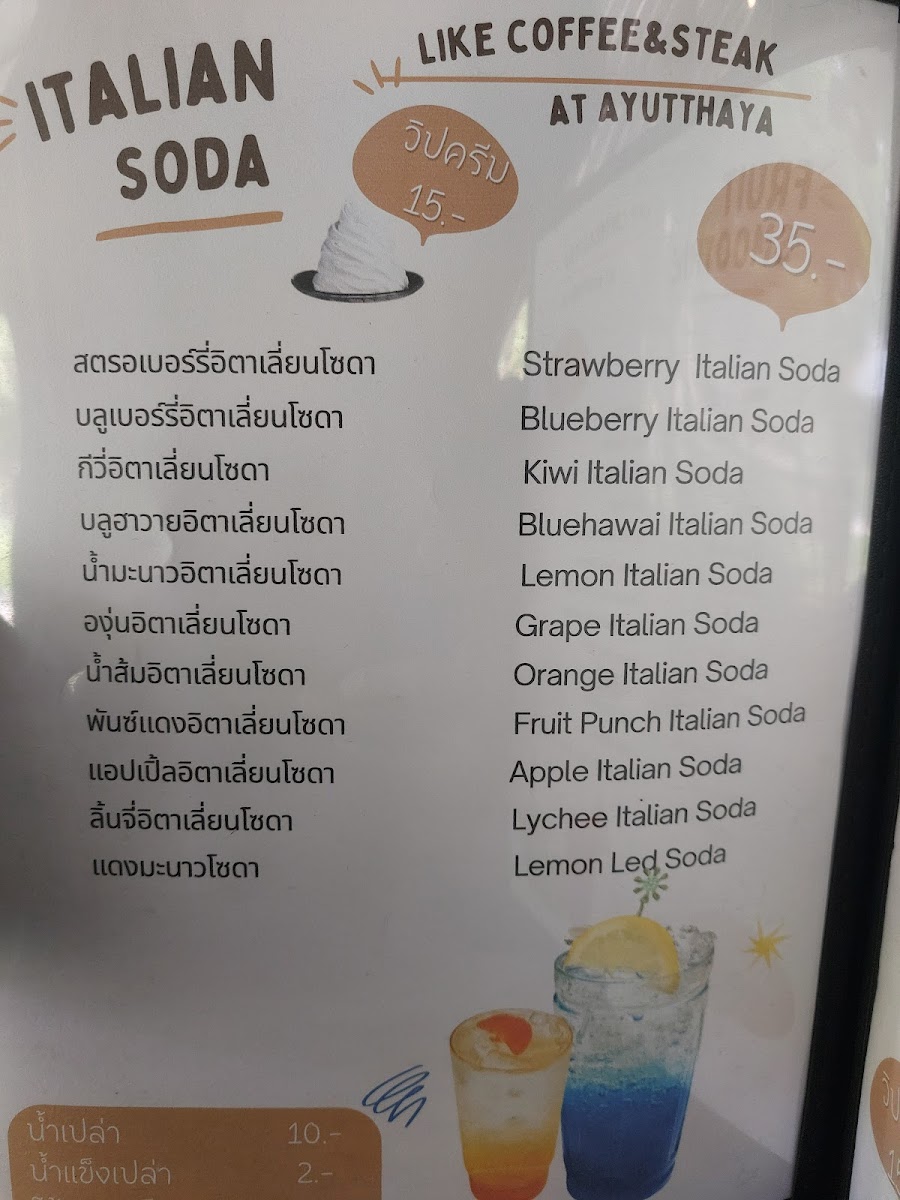 ITALIAN
SODA
LIKE COFFEE&STEAK
AT AYUTTHAYA
วิปครีม
15.-
35.-
สตรอเบอร์รี่อิตาเลี่ยนโซดา Strawberry Italian Soda
บลูเบอร์รี่อิตาเลี่ยนโซดา Blueberry Italian Soda
กีวี่อิตาเลี่ยนโซดา Kiwi Italian Soda
บลูฮาวายอิตาเลี่ยนโซดา Bluehawai Italian Soda
น้ำมะนาวอิตาเลี่ยนโซดา Lemon Italian Soda
องุ่นอิตาเลี่ยนโซดา Grape Italian Soda
น้ำส้มอิตาเลี่ยนโซดา Orange Italian Soda
พันซ์แดงอิตาเลี่ยนโซดา Fruit Punch Italian Soda
แอปเปิ้ลอิตาเลี่ยนโซดา Apple Italian Soda
ลิ้นจี่อิตาเลี่ยนโซดา Lychee Italian Soda
แดงมะนาวโซดา Lemon Led Soda
น้ำเปล่า 10.-
น้ำแข็งเปล่า 2.-